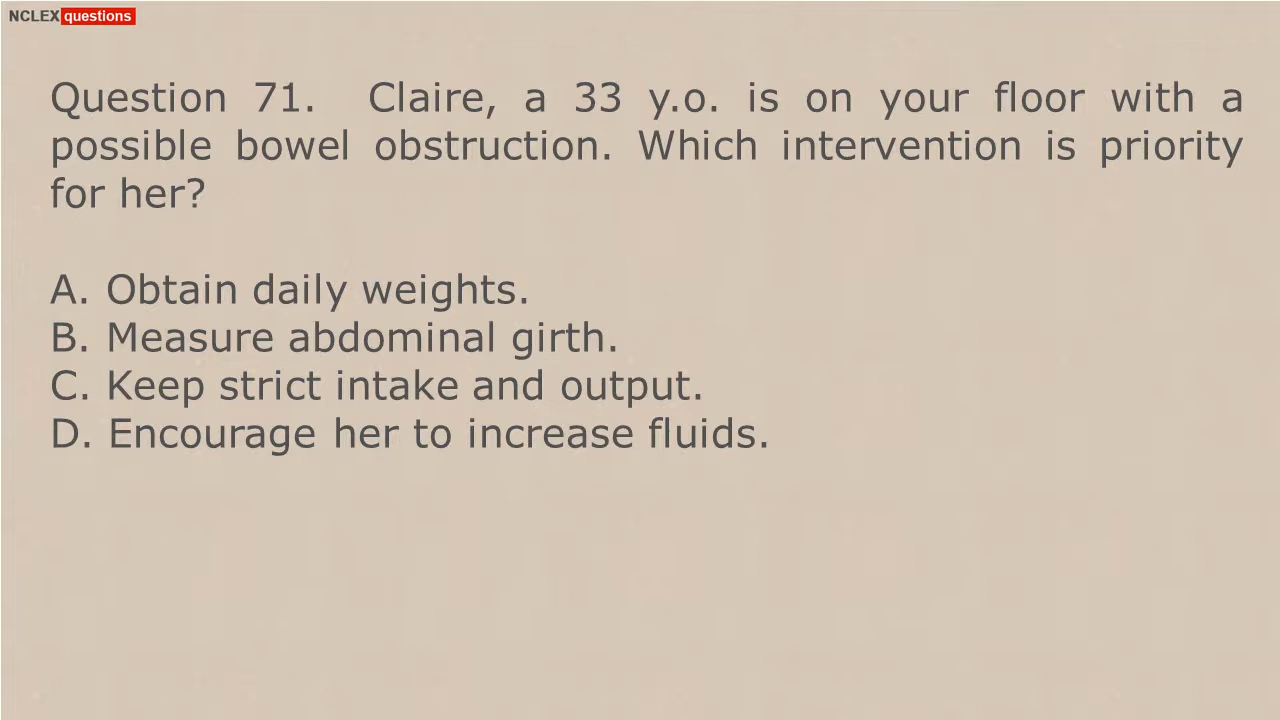 NCLEX questions
Question 71. Claire, a 33 y.o. is on your floor with a
possible bowel obstruction. Which intervention is priority
for her?
A. Obtain daily weights.
B. Measure abdominal girth.
C. Keep strict intake and output.
D. Encourage her to increase fluids.